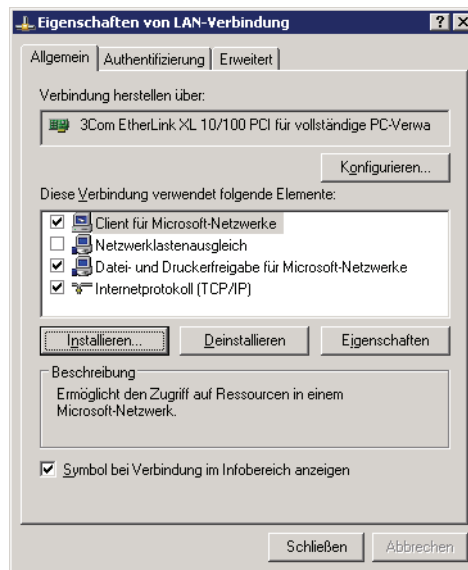 Eigenschaften von LAN-Verbindung
Allgemein Authentifizierung Erweitert
Verbindung herstellen über:
3Com EtherLink XL 10/100 PCI für vollständige PC-Verwa
Konfigurieren...
Diese Verbindung verwendet folgende Elemente:
Client für Microsoft-Netzwerke
Netzwerklastenausgleich
Datei- und Druckerfreigabe für Microsoft-Netzwerke
Internetprotokoll (TCP/IP)
Installieren... Deinstallieren Eigenschaften
Beschreibung
Ermöglicht den Zugriff auf Ressourcen in einem
Microsoft-Netzwerk.
Symbol bei Verbindung im Infobereich anzeigen
Schließen Abbrechen